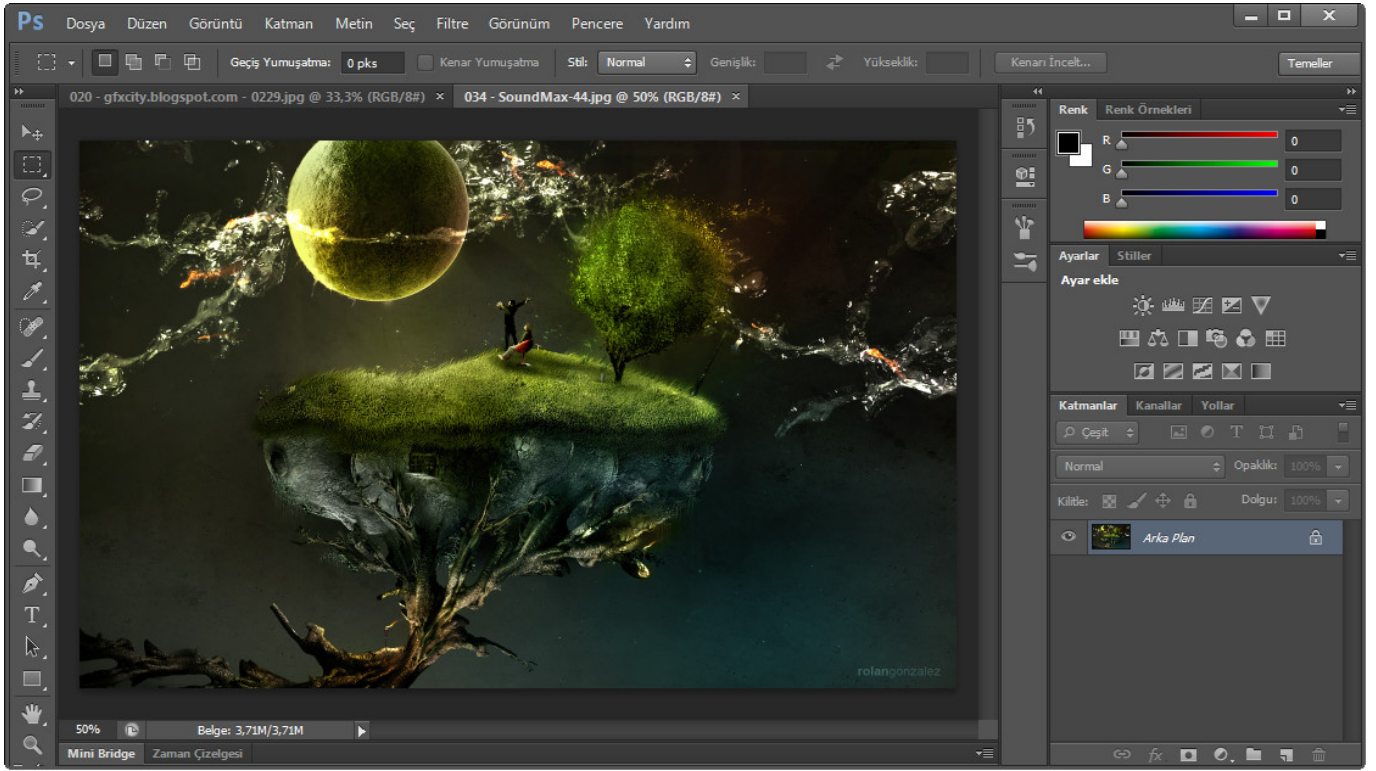 Ps Dosya Düzen Görüntü Katman Metin Seç Filtre Görünüm Pencere Yardım
Geçiş Yumuşatma: 0 pks Kenar Yumuşatma Stil: Normal Genişlik: Yükseklik: Kenarı İncelt... Temeller
020 - gfxcity.blogspot.com - 0229.jpg @ 33,3% (RGB/8#) × 034 - SoundMax-44.jpg @ 50% (RGB/8#) ×
Renk Renk Örnekleri
R 0
G 0
B 0
Ayarlar Stiller
Ayar ekle
Katmanlar Kanallar Yollar
Çeşit T
Normal Opaklık: 100%
Kilitle: Dolgu: 100%
Arka Plan
T
rolangonzalez
50% Belge: 3,71M/3,71M
Mini Bridge Zaman Çizelgesi
fx